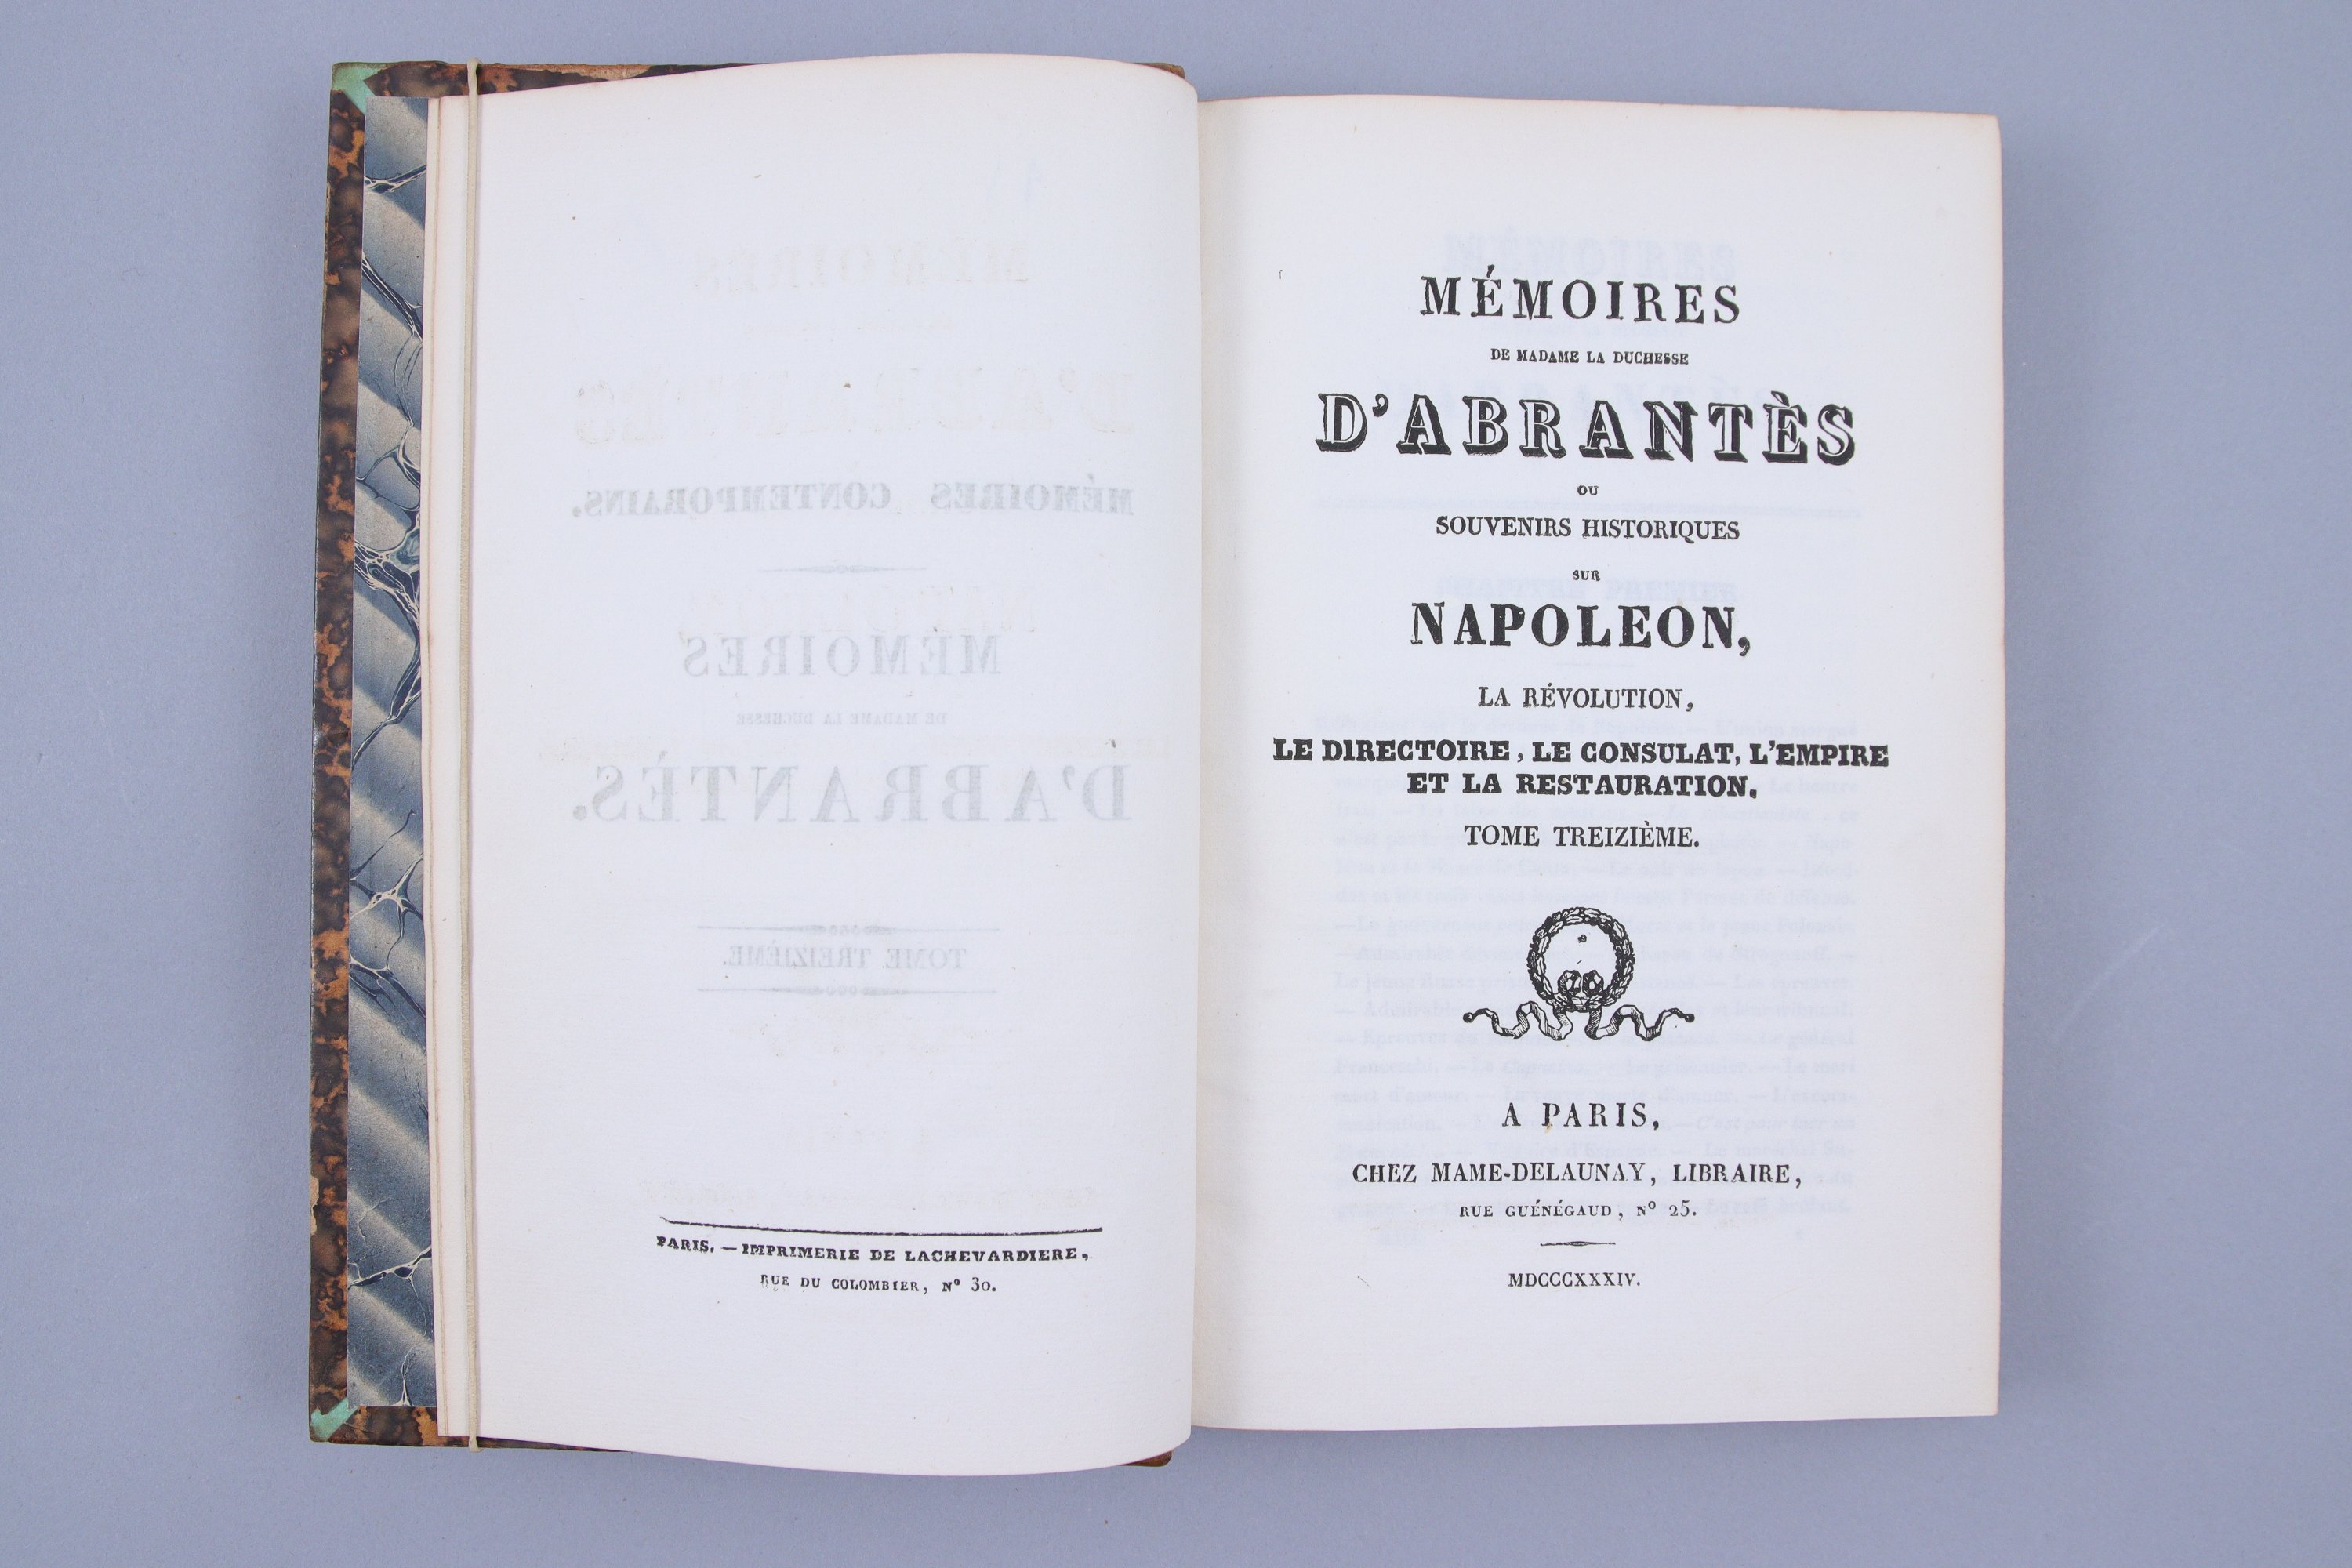 PARIS. — IMPRIMERIE DE LACHEVARDIERE,
RUE DU COLOMBIER, N° 30.
MÉMOIRES
DE MADAME LA DUCHESSE
D'ABRANTÈS
OU
SOUVENIRS HISTORIQUES
SUR
NAPOLEON,
LA RÉVOLUTION,
LE DIRECTOIRE, LE CONSULAT, L'EMPIRE
ET LA RESTAURATION.
TOME TREIZIÈME.
A PARIS,
CHEZ MAME-DELAUNAY, LIBRAIRE,
RUE GUÉNÉGAUD, N° 25.
MDCCCXXXIV.